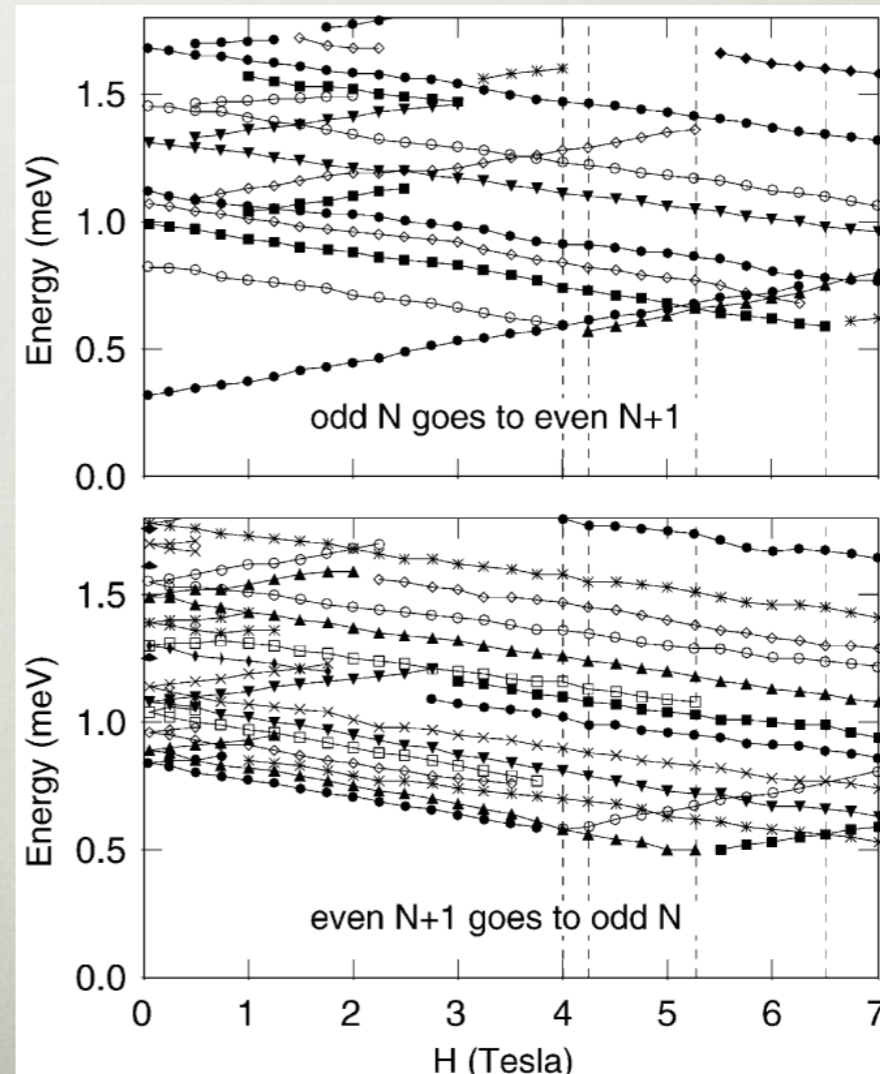 Energy (meV)
1.5
1.0
0.5
0.0
odd N goes to even N+1
Energy (meV)
1.5
1.0
0.5
0.0
even N+1 goes to odd N
0 1 2 3 4 5 6 7
H (Tesla)